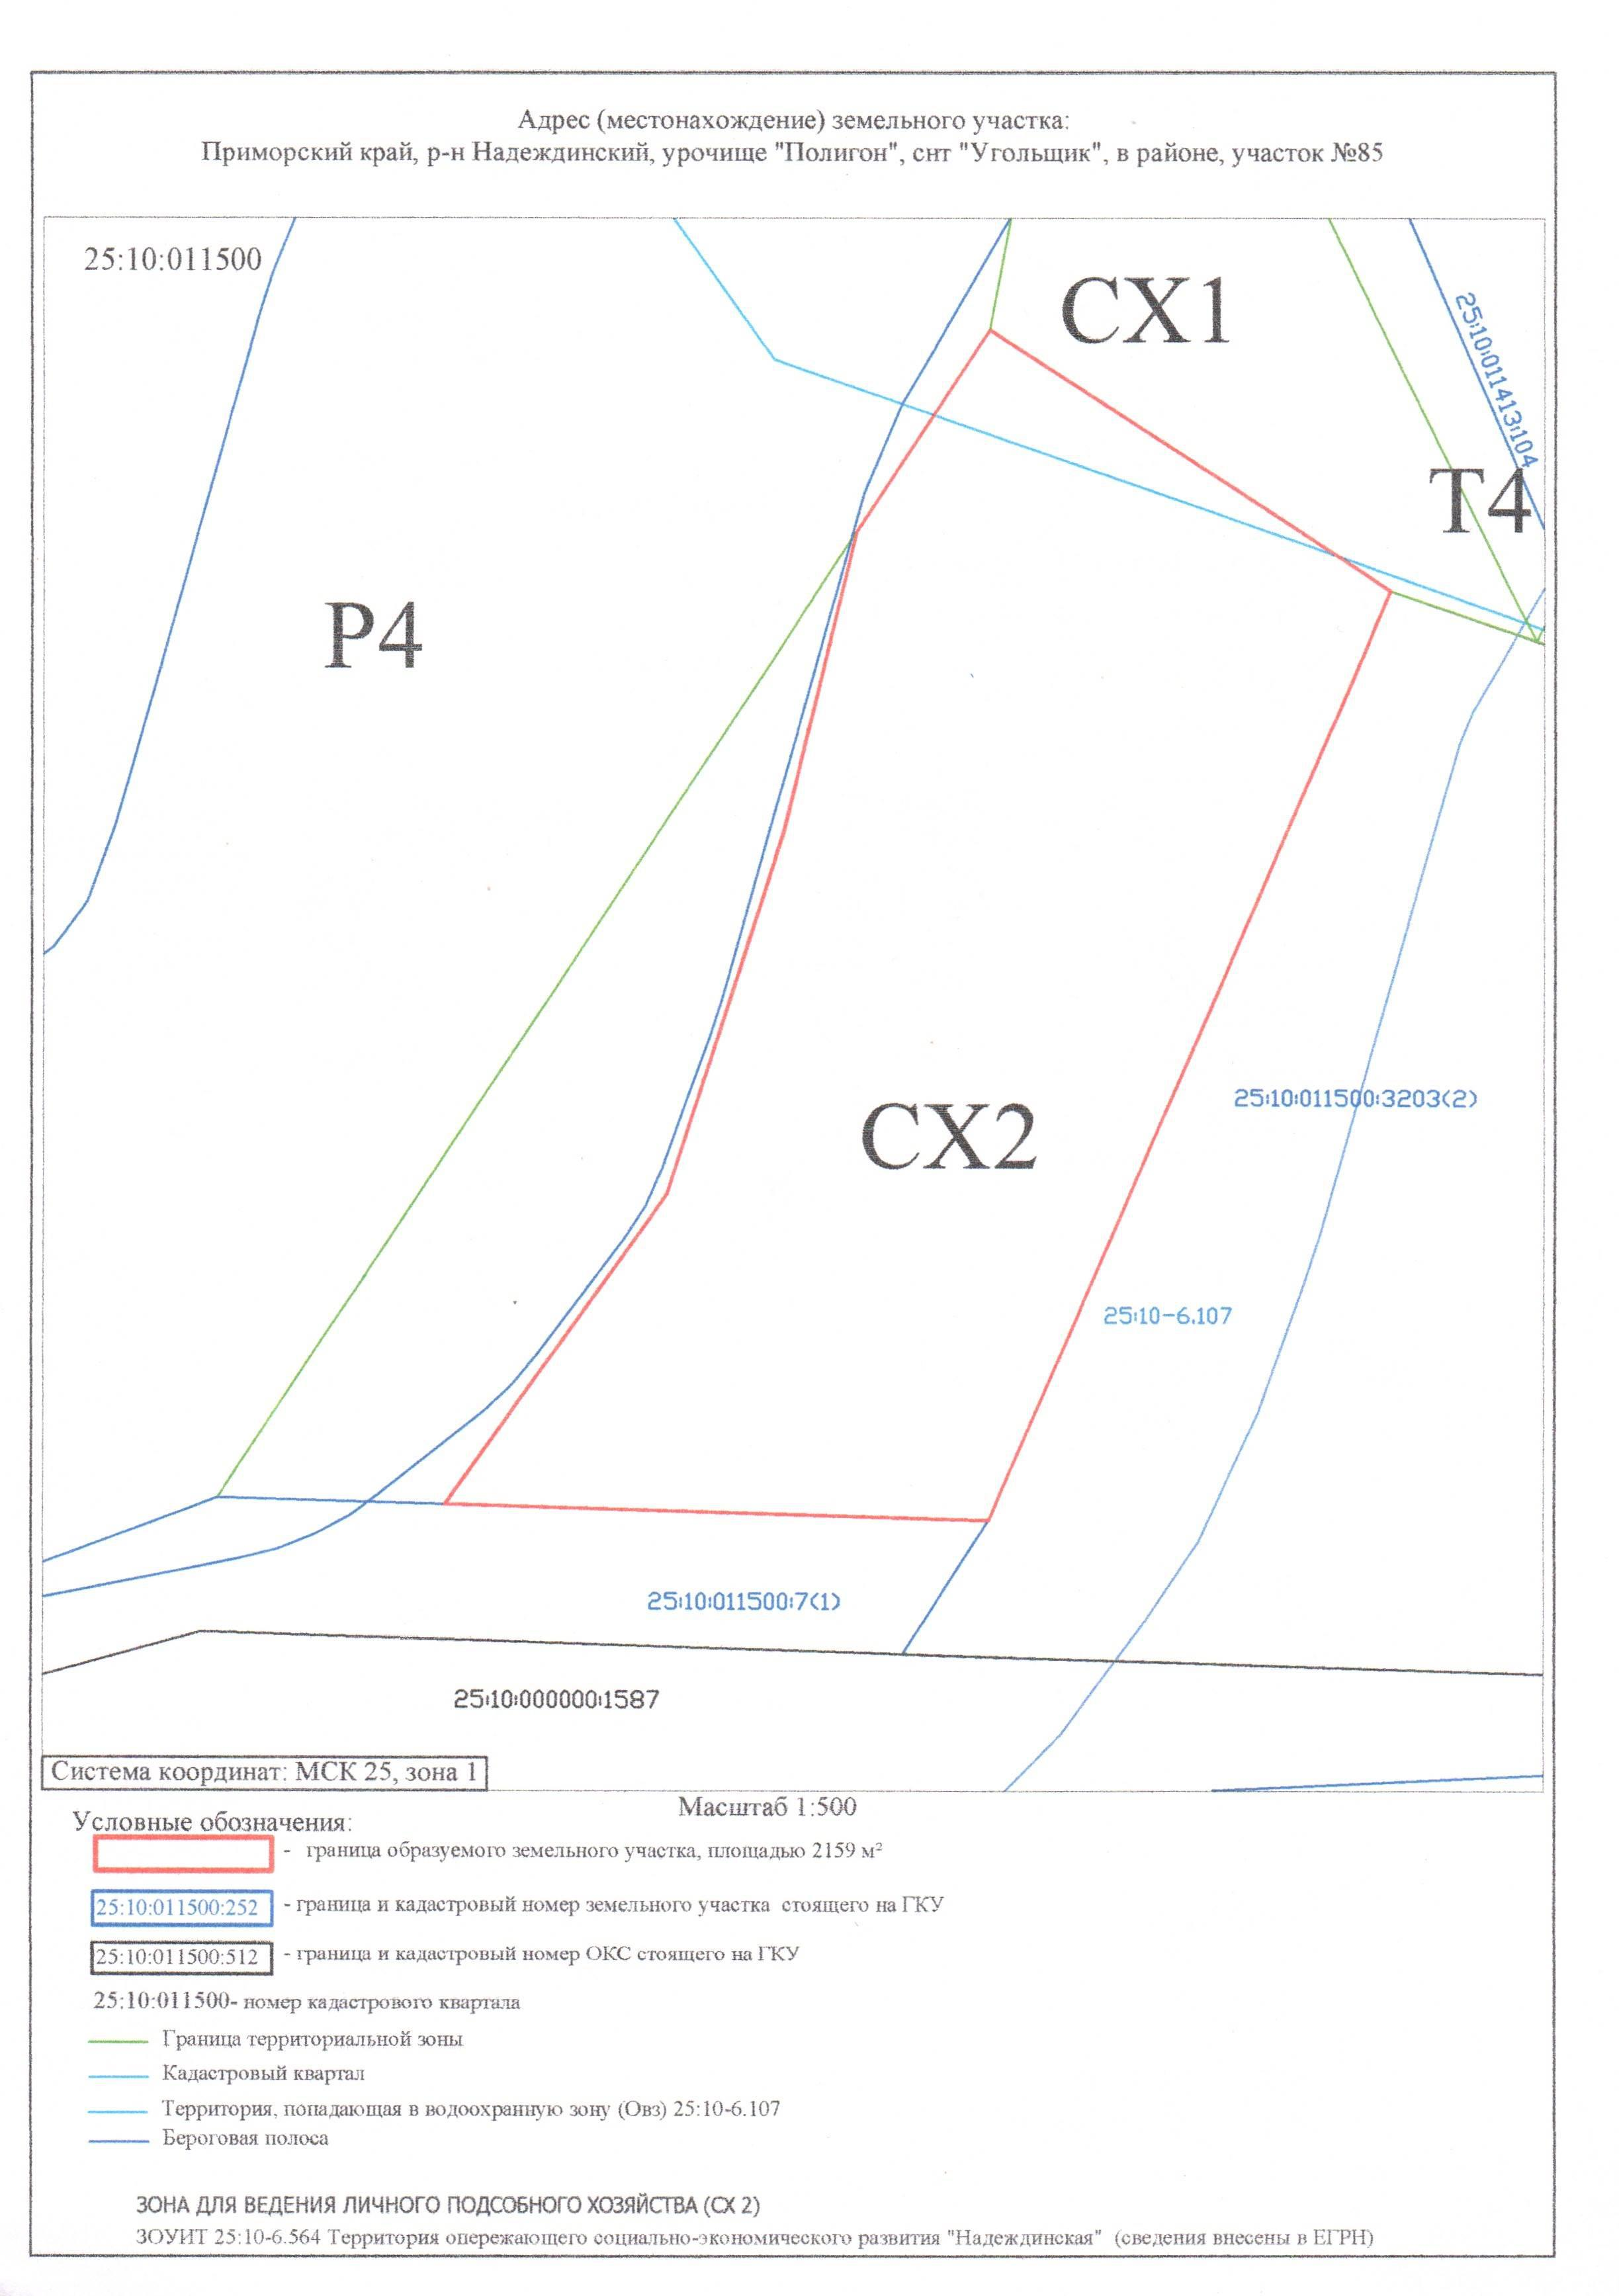 Адрес (местонахождение) земельного участка:
Приморский край, р-н Надеждинский, урочище "Полигон", снт "Угольщик", в районе, участок №85
25:10:011500
СХ1
25:10:011413:104
Т4
Р4
25:10:011500:3203(2)
СХ2
25:10-6.107
25:10:011500:7(1)
25:10:000000:1587
Система координат: МСК 25, зона 1
Масштаб 1:500
Условные обозначения:
- граница образуемого земельного участка, площадью 2159 м²
25:10:011500:252 - граница и кадастровый номер земельного участка стоящего на ГКУ
25:10:011500:512 - граница и кадастровый номер ОКС стоящего на ГКУ
25:10:011500- номер кадастрового квартала
Граница территориальной зоны
Кадастровый квартал
Территория, попадающая в водоохранную зону (Овз) 25:10-6.107
Бероговая полоса
ЗОНА ДЛЯ ВЕДЕНИЯ ЛИЧНОГО ПОДСОБНОГО ХОЗЯЙСТВА (СХ 2)
ЗОУИТ 25:10-6.564 Территория опережающего социально-экономического развития "Надеждинская" (сведения внесены в ЕГРН)